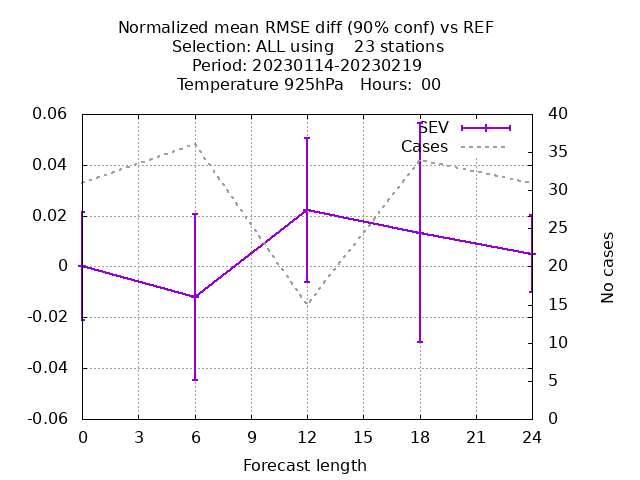 Normalized mean RMSE diff (90% conf) vs REF
Selection: ALL using    23 stations
Period: 20230114-20230219
Temperature 925hPa   Hours:  00
SEV
Cases
0.06
0.04
0.02
0
-0.02
-0.04
-0.06
40
35
30
25
20
15
10
5
0
No cases
0 3 6 9 12 15 18 21 24
Forecast length